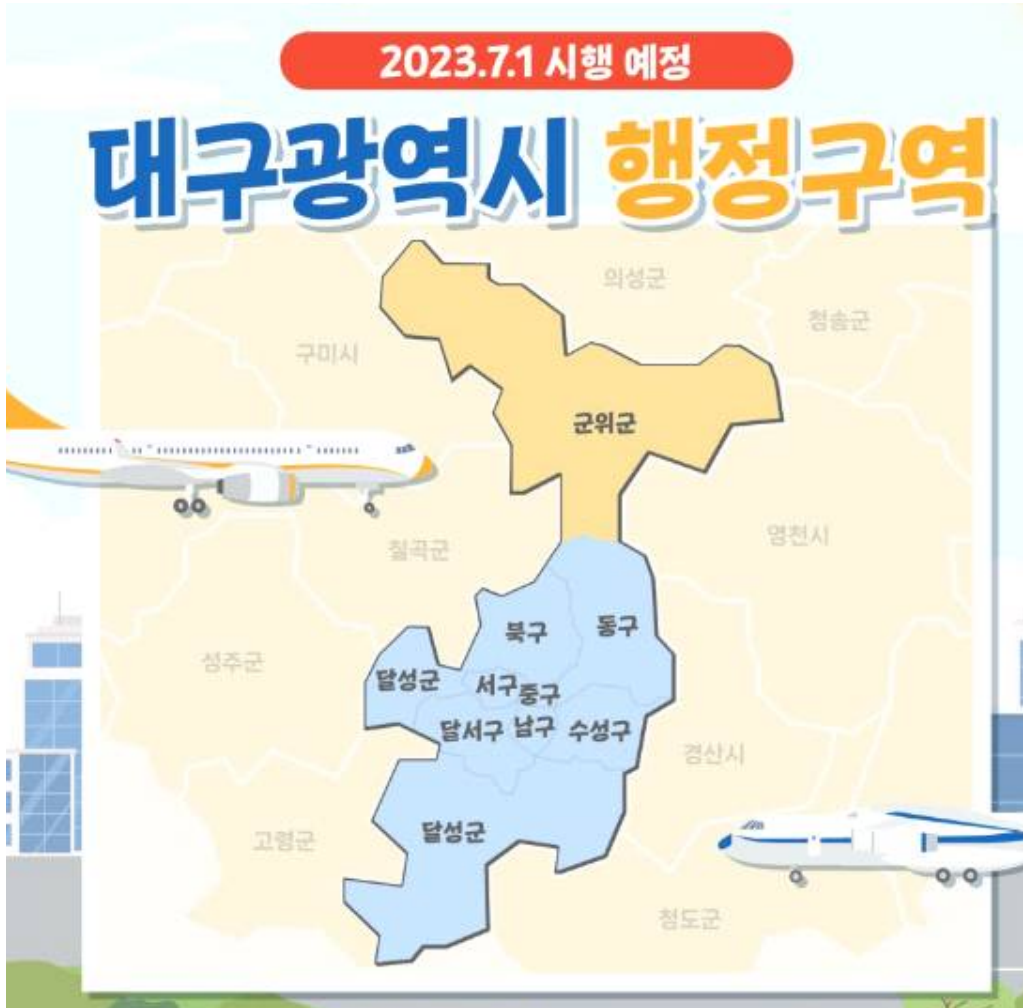 2023.7.1 시행 예정
대구광역시 행정구역
의성군
청송군
구미시
군위군
영천시
칠곡군
북구
동구
성주군
달성군
서구
중구
달서구
남구
수성구
경산시
달성군
고령군
청도군